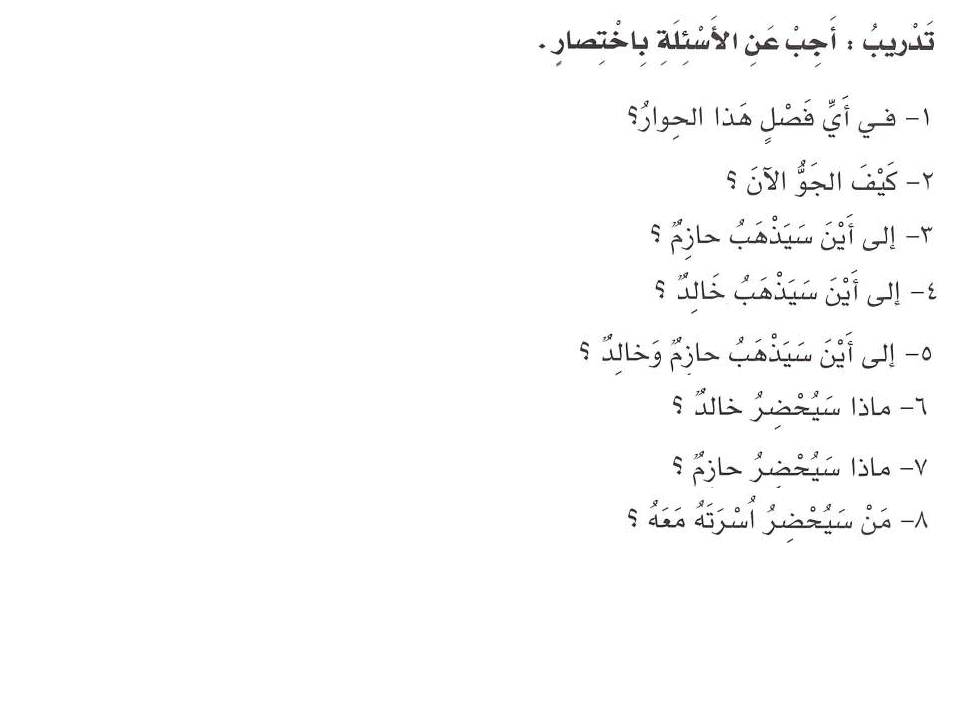 تَدْريبُ : أَجِبْ عَنِ الأَسْئِلَةِ بِاخْتِصارٍ .
١- فـي أَيِّ فَصْلٍ هَذا الحِوارُ؟
٢- كَيْفَ الجَوُّ الآنَ ؟
٣- إلى أَيْنَ سَيَذْهَبُ حازِمٌ ؟
٤- إلى أَيْنَ سَيَذْهَبُ خَالِدٌ ؟
٥- إلى أَيْنَ سَيَذْهَبُ حازِمٌ وَخالِدٌ ؟
٦- ماذا سَيُحْضِرُ خالدٌ ؟
٧- ماذا سَيُحْضِرُ حازِمٌ ؟
٨- مَنْ سَيُحْضِرُ اُسْرَتَهُ مَعَهُ ؟